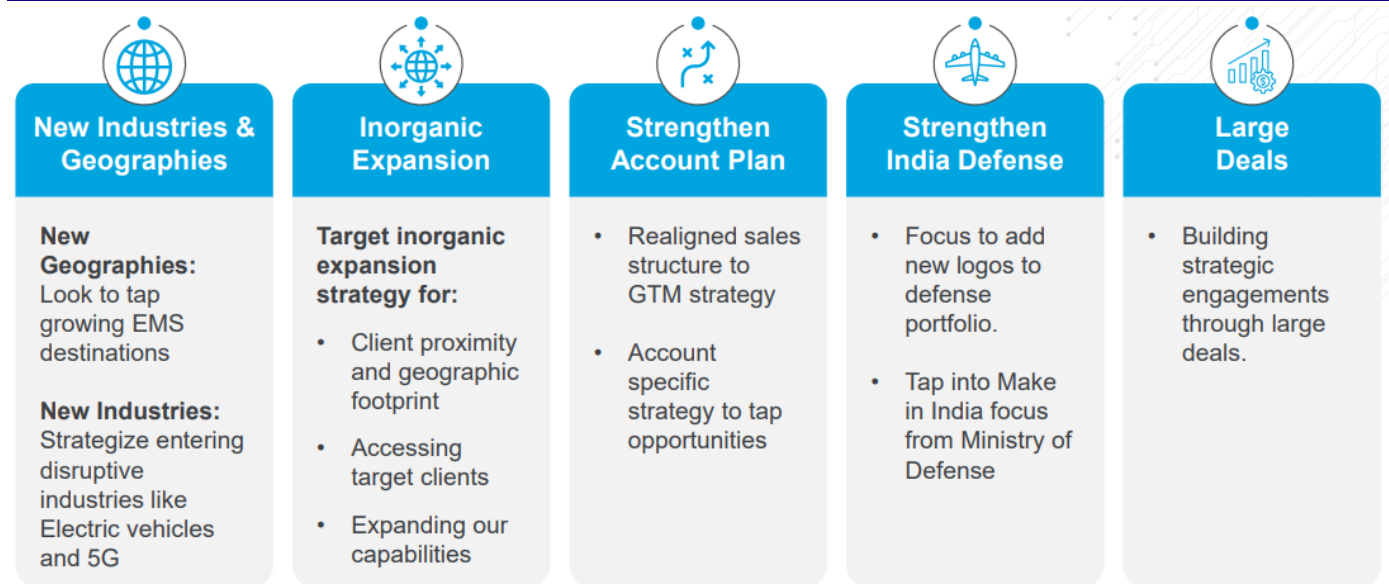 New Industries &
Geographies
New
Geographies:
Look to tap
growing EMS
destinations
New Industries:
Strategize entering
disruptive
industries like
Electric vehicles
and 5G
Inorganic
Expansion
Target inorganic
expansion
strategy for:
• Client proximity
and geographic
footprint
• Accessing
target clients
• Expanding our
capabilities
Strengthen
Account Plan
• Realigned sales
structure to
GTM strategy
• Account
specific
strategy to tap
opportunities
Strengthen
India Defense
• Focus to add
new logos to
defense
portfolio.
• Tap into Make
in India focus
from Ministry of
Defense
Large
Deals
• Building
strategic
engagements
through large
deals.